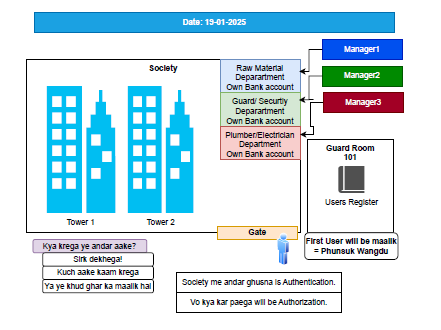 Date: 19-01-2025
Manager1
Society
Raw Material
Deparartment
Own Bank account
Manager2
Guard/ Securtiy
Deparartment
Own Bank account
Manager3
Plumber/Electrician
Department
Own Bank account
Guard Room
101
Users Register
Tower 1
Tower 2
Gate
First User will be maalik
= Phunsuk Wangdu
Kya krega ye andar aake?
Sirk dekhega!
Kuch aake kaam krega
Ya ye khud ghar ka maalik hai
Society me andar ghusna is Authentication.
Vo kya kar paega will be Authorization.